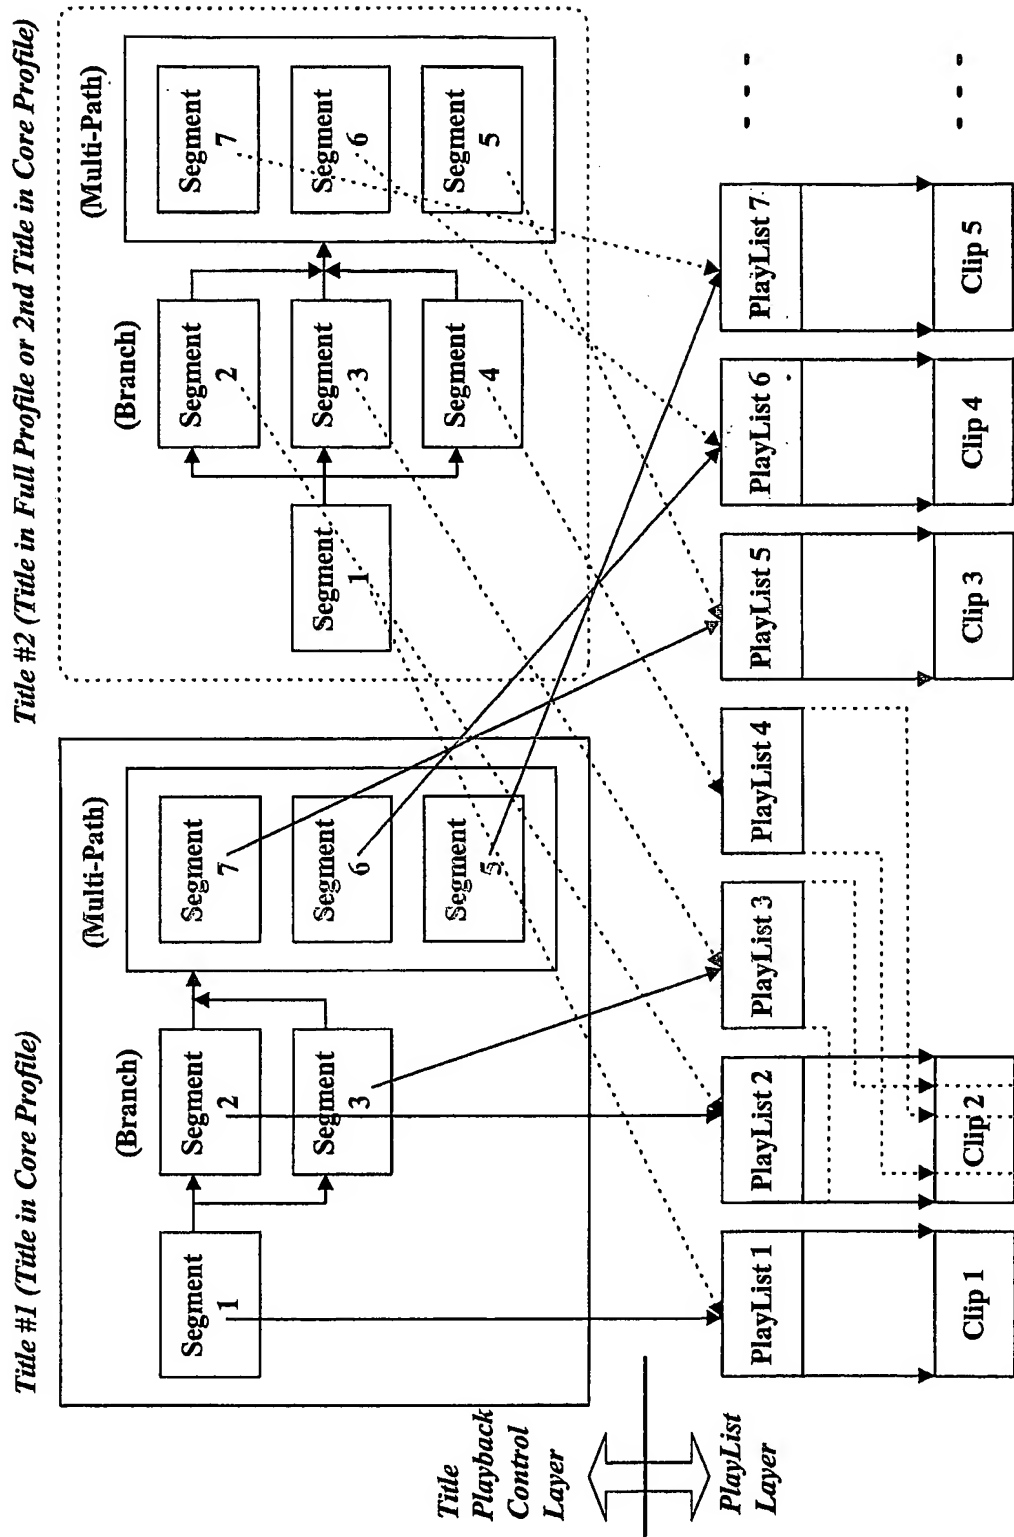 Title #1 (Title in Core Profile)
(Branch)
(Multi-Path)
Segment
1
Segment
2
Segment
3
Segment
7
Segment
6
Segment
5
Title #2 (Title in Full Profile or 2nd Title in Core Profile)
(Branch)
(Multi-Path)
Segment
1
Segment
2
Segment
3
Segment
4
Segment
7
Segment
6
Segment
5
Title
Playback
Control
Layer
PlayList
Layer
PlayList 1
PlayList 2
PlayList 3
PlayList 4
PlayList 5
PlayList 6
PlayList 7
Clip 1
Clip 2
Clip 3
Clip 4
Clip 5